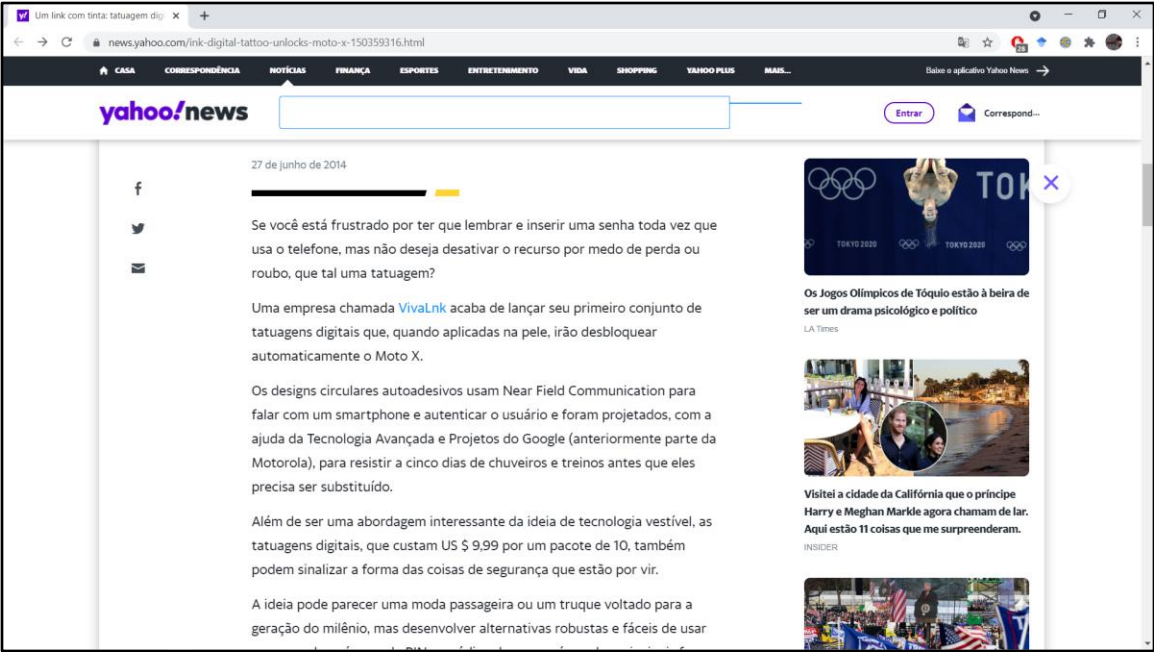 Um link com tinta: tatuagem dig
news.yahoo.com/ink-digital-tattoo-unlocks-moto-x-150359316.html
26
CASA CORRESPONDÊNCIA NOTÍCIAS FINANÇA ESPORTES ENTRETENIMENTO VIDA SHOPPING YAHOO PLUS MAIS... Baixe o aplicativo Yahoo News
yahoo!news
Entrar
Correspond...
27 de junho de 2014
Se você está frustrado por ter que lembrar e inserir uma senha toda vez que
usa o telefone, mas não deseja desativar o recurso por medo de perda ou
roubo, que tal uma tatuagem?
Uma empresa chamada VivaLnk acaba de lançar seu primeiro conjunto de
tatuagens digitais que, quando aplicadas na pele, irão desbloquear
automaticamente o Moto X.
Os designs circulares autoadesivos usam Near Field Communication para
falar com um smartphone e autenticar o usuário e foram projetados, com a
ajuda da Tecnologia Avançada e Projetos do Google (anteriormente parte da
Motorola), para resistir a cinco dias de chuveiros e treinos antes que eles
precisa ser substituído.
Além de ser uma abordagem interessante da ideia de tecnologia vestível, as
tatuagens digitais, que custam US $ 9,99 por um pacote de 10, também
podem sinalizar a forma das coisas de segurança que estão por vir.
A ideia pode parecer uma moda passageira ou um truque voltado para a
geração do milênio, mas desenvolver alternativas robustas e fáceis de usar
TOK
TOKYO 2020
TOKYO 2020
Os Jogos Olímpicos de Tóquio estão à beira de
ser um drama psicológico e político
LA Times
Visitei a cidade da Califórnia que o príncipe
Harry e Meghan Markle agora chamam de lar.
Aqui estão 11 coisas que me surpreenderam.
INSIDER